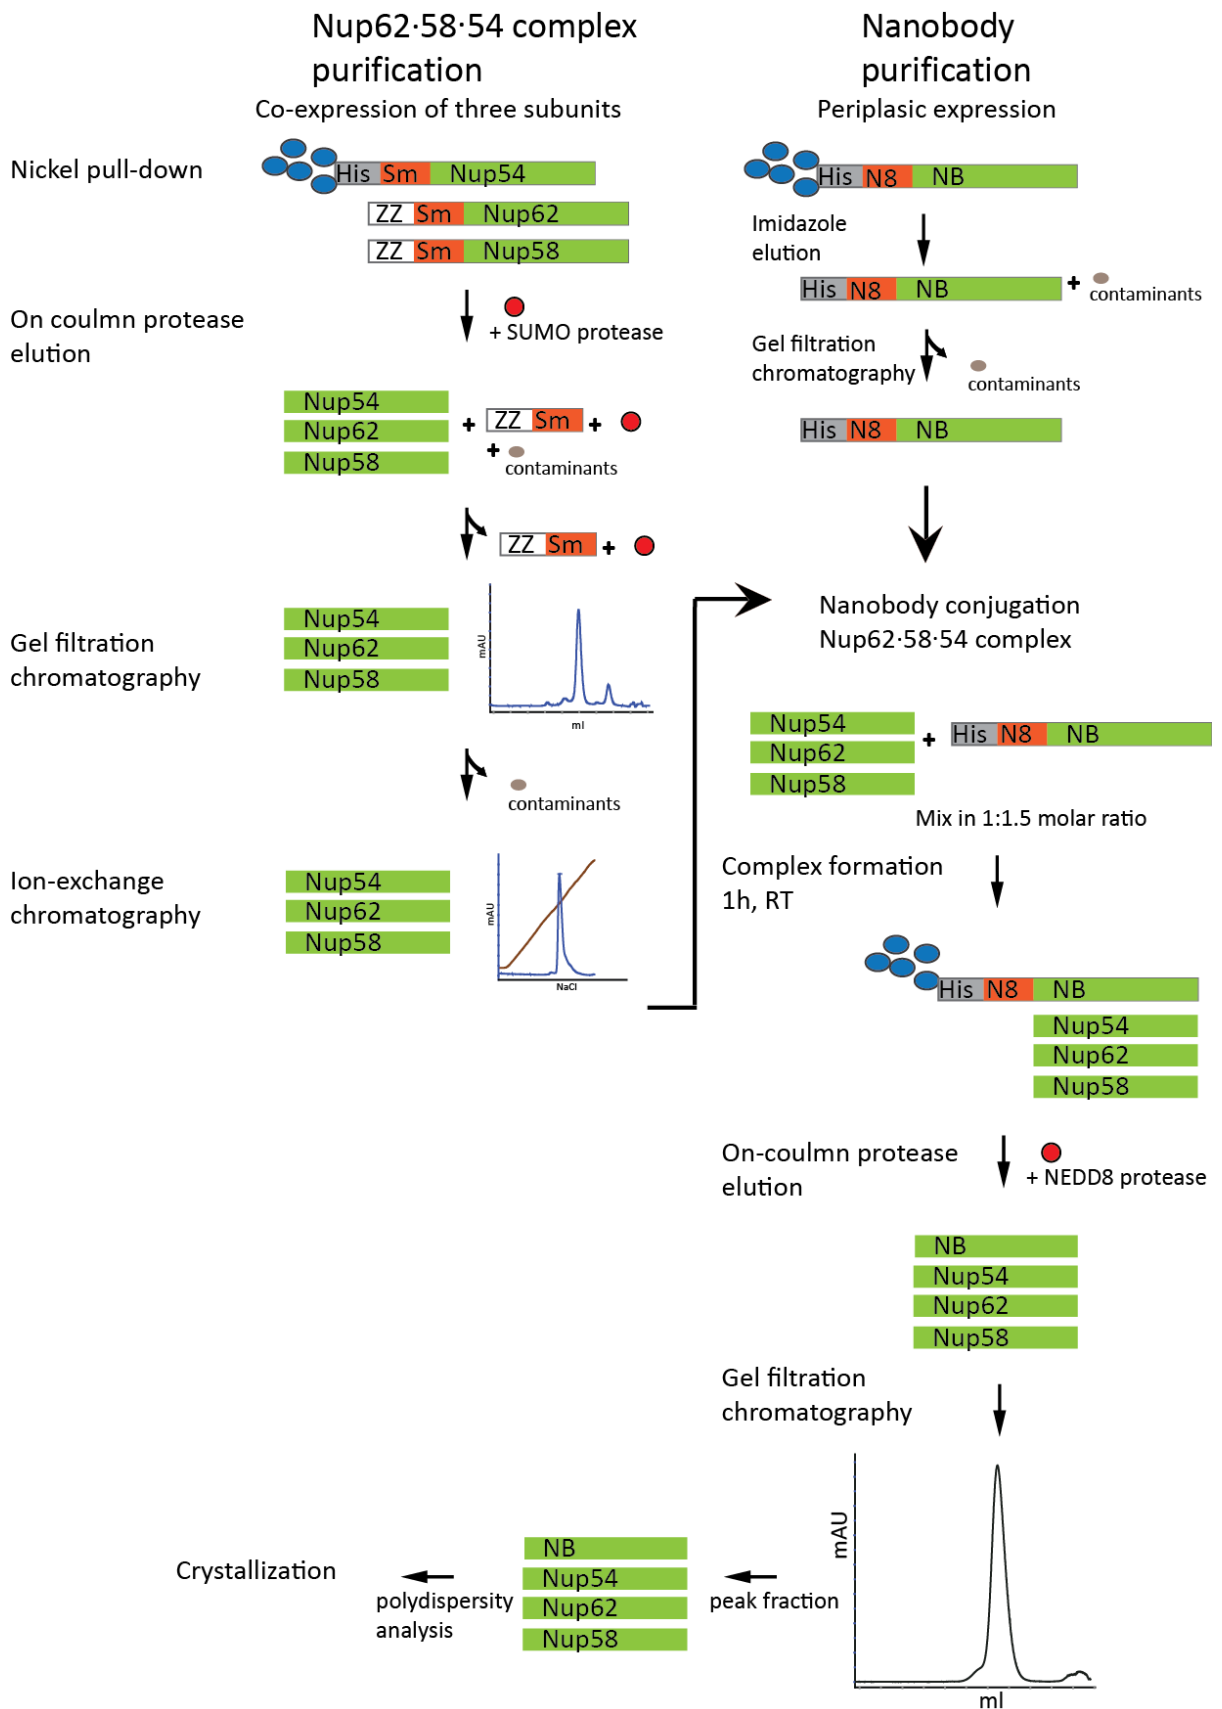 Nup62·58·54 complex
purification
Co-expression of three subunits
Nickel pull-down
His Sm Nup54
ZZ Sm Nup62
ZZ Sm Nup58
On coulmn protease
elution
+ SUMO protease
Nup54
Nup62
Nup58
+ ZZ Sm +
+
contaminants
ZZ Sm +
Gel filtration
chromatography
Nup54
Nup62
Nup58
mAU
ml
contaminants
Ion-exchange
chromatography
Nup54
Nup62
Nup58
mAU
NaCl
Nanobody
purification
Periplasic expression
His N8 NB
Imidazole
elution
His N8 NB +
contaminants
Gel filtration
chromatography
contaminants
His N8 NB
Nanobody conjugation
Nup62·58·54 complex
Nup54
Nup62
Nup58
+ His N8 NB
Mix in 1:1.5 molar ratio
Complex formation
1h, RT
His N8 NB
Nup54
Nup62
Nup58
On-coulmn protease
elution
+ NEDD8 protease
NB
Nup54
Nup62
Nup58
Gel filtration
chromatography
mAU
ml
peak fraction
NB
Nup54
Nup62
Nup58
polydispersity
analysis
Crystallization